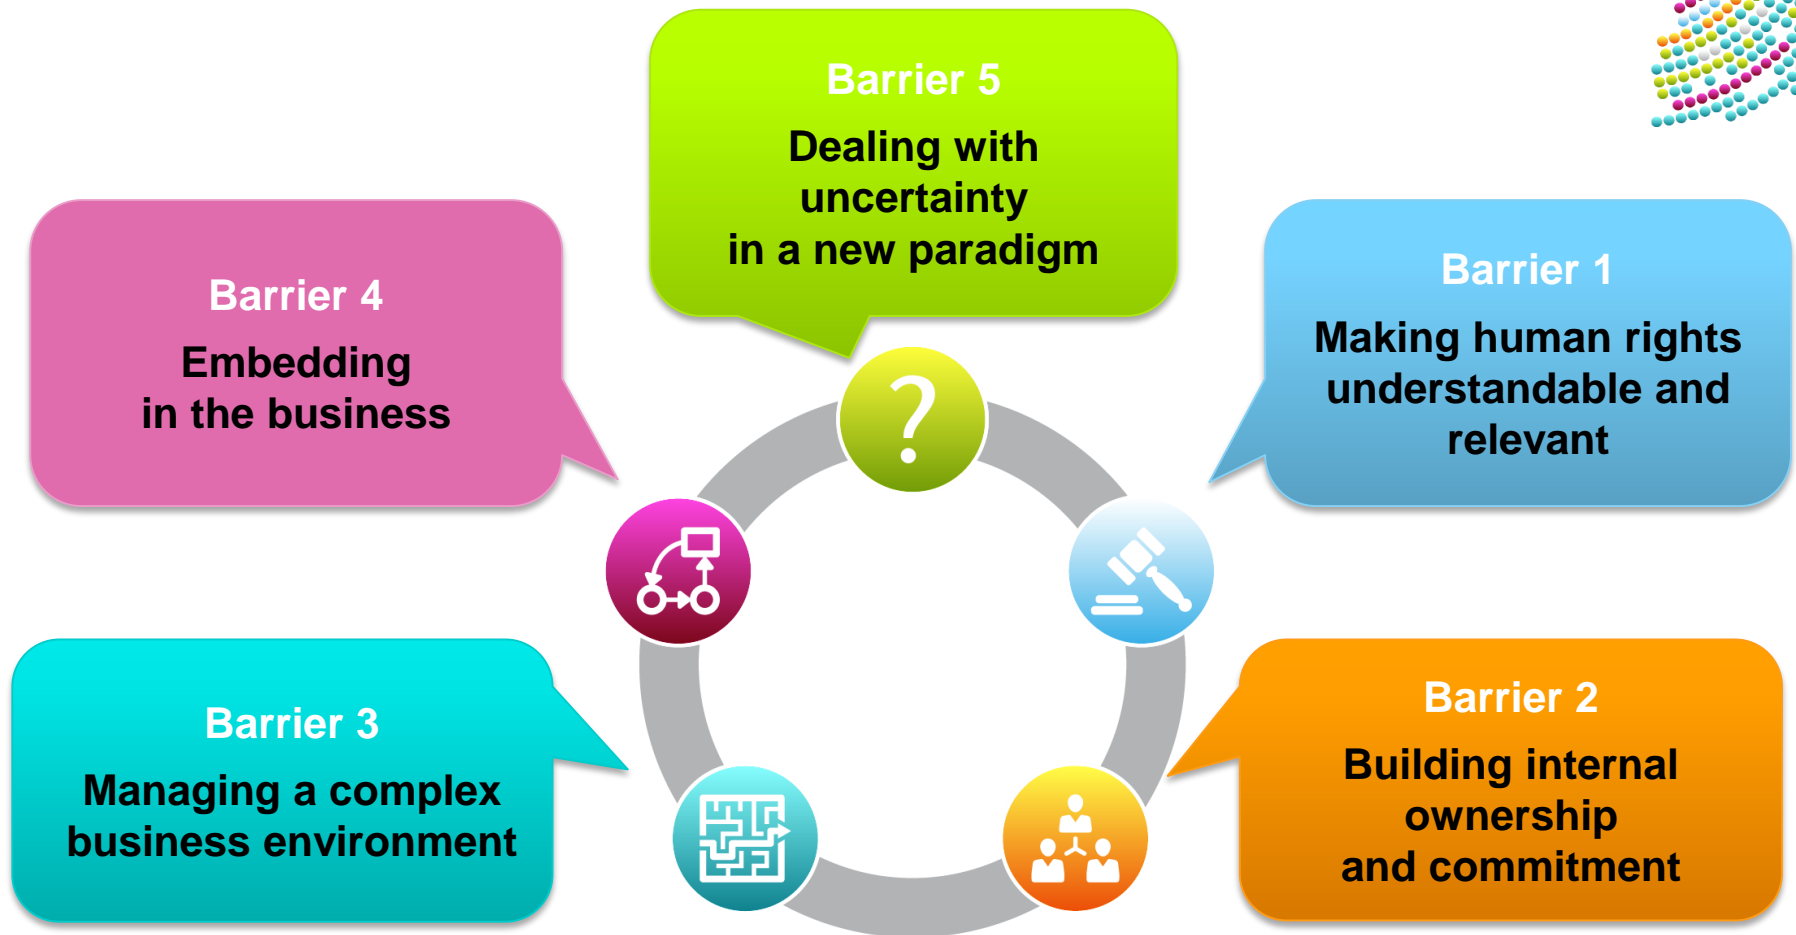 Barrier 5
Dealing with
uncertainty
in a new paradigm
Barrier 4
Embedding
in the business
Barrier 1
Making human rights
understandable and
relevant
?
Barrier 3
Managing a complex
business environment
Barrier 2
Building internal
ownership
and commitment